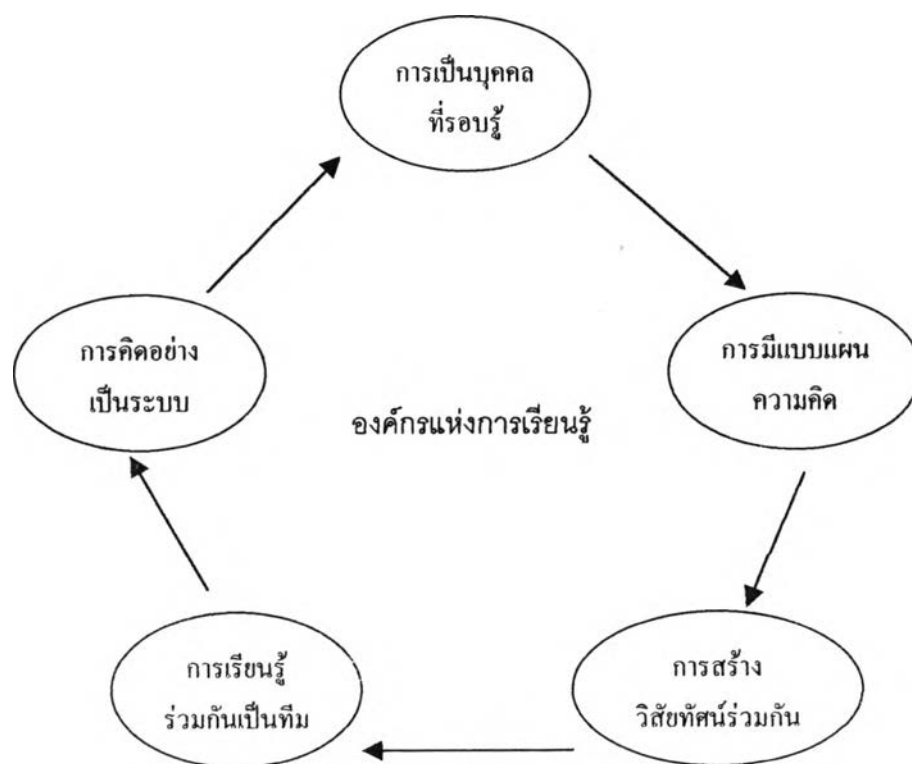 การเป็นบุคคล
ที่รอบรู้
การคิดอย่าง
เป็นระบบ
การมีแบบแผน
ความคิด
องค์กรแห่งการเรียนรู้
การเรียนรู้
ร่วมกันเป็นทีม
การสร้าง
วิสัยทัศน์ร่วมกัน